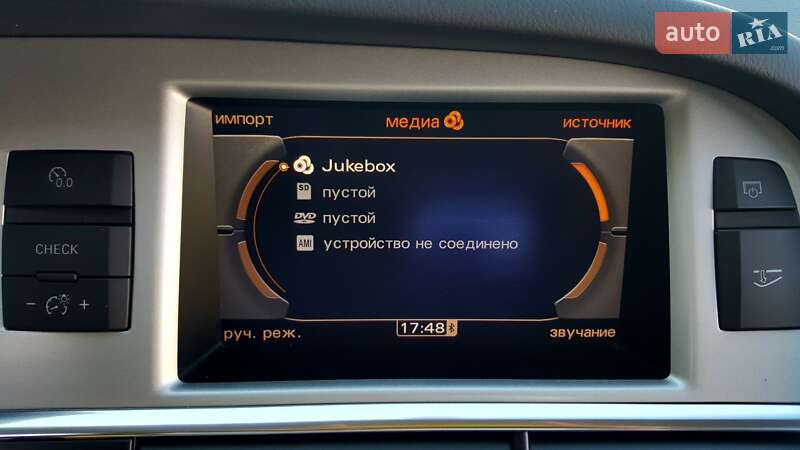 auto RIA.com
импорт
медиа
источник
Jukebox
SD пустой
DVD пустой
AMI устройство не соединено
руч. реж.
17:48
звучание
0.0
CHECK
- +